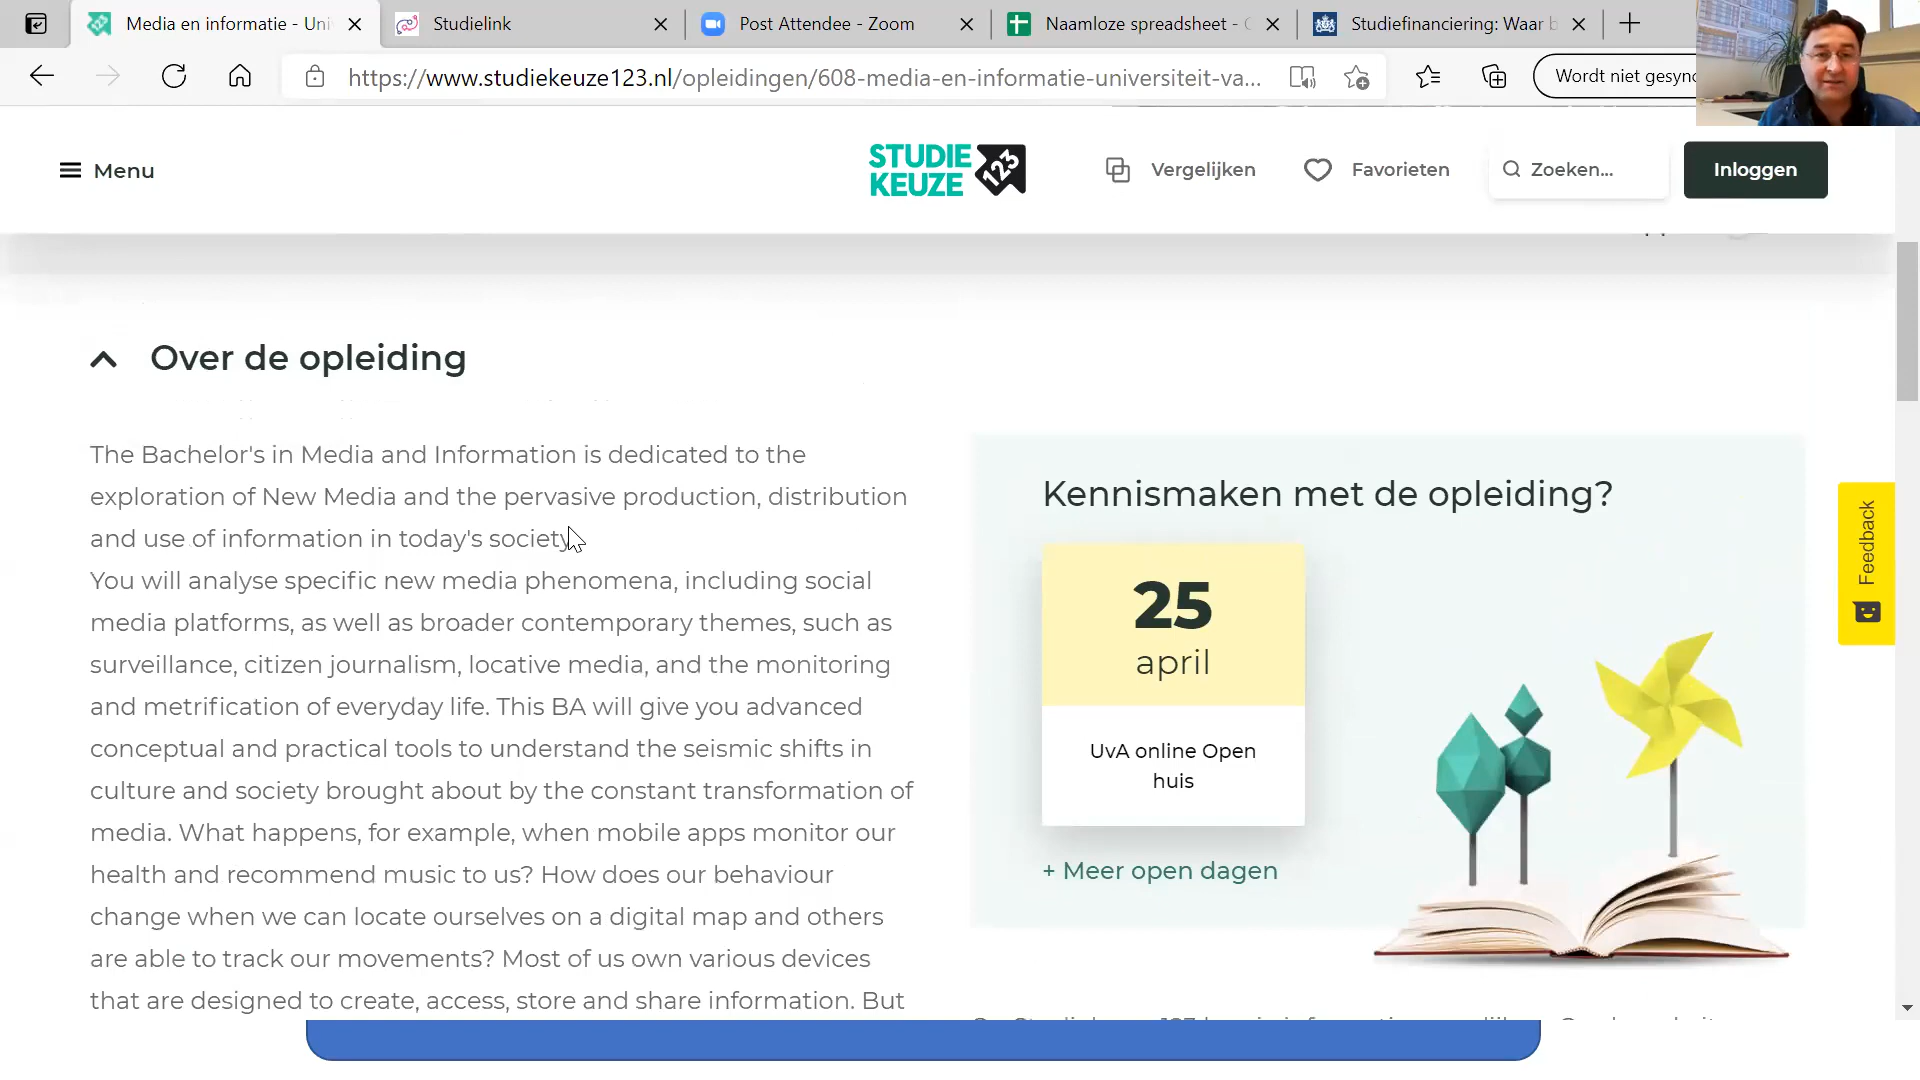 Media en informatie - Uni
Studielink
Post Attendee - Zoom
Naamloze spreadsheet -
Studiefinanciering: Waar b
https://www.studiekeuze123.nl/opleidingen/608-media-en-informatie-universiteit-va...
Wordt niet gesync
Menu
STUDIE KEUZE 123
Vergelijken
Favorieten
Zoeken...
Inloggen
Over de opleiding
The Bachelor's in Media and Information is dedicated to the
exploration of New Media and the pervasive production, distribution
and use of information in today's society
You will analyse specific new media phenomena, including social
media platforms, as well as broader contemporary themes, such as
surveillance, citizen journalism, locative media, and the monitoring
and metrification of everyday life. This BA will give you advanced
conceptual and practical tools to understand the seismic shifts in
culture and society brought about by the constant transformation of
media. What happens, for example, when mobile apps monitor our
health and recommend music to us? How does our behaviour
change when we can locate ourselves on a digital map and others
are able to track our movements? Most of us own various devices
that are designed to create, access, store and share information. But
Kennismaken met de opleiding?
25
april
UvA online Open
huis
+ Meer open dagen
Feedback